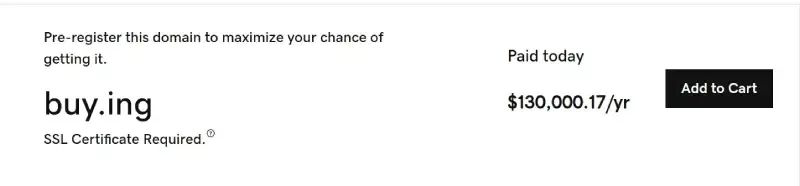 Pre-register this domain to maximize your chance of
getting it.
buy.ing
SSL Certificate Required.?
Paid today
$130,000.17/yr
Add to Cart